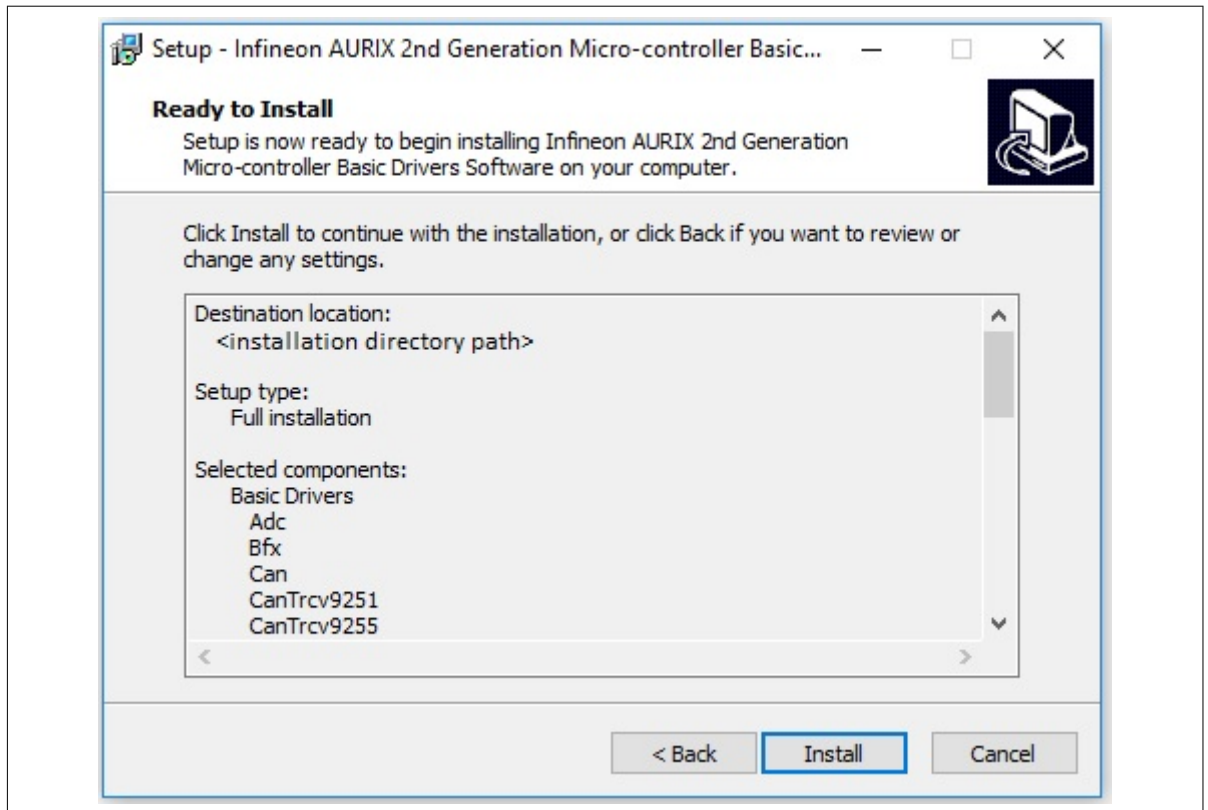 Setup - Infineon AURIX 2nd Generation Micro-controller Basic...
Ready to Install
Setup is now ready to begin installing Infineon AURIX 2nd Generation
Micro-controller Basic Drivers Software on your computer.
Click Install to continue with the installation, or click Back if you want to review or
change any settings.
Destination location:
<installation directory path>
Setup type:
Full installation
Selected components:
Basic Drivers
Adc
Bfx
Can
CanTrcv9251
CanTrcv9255
< Back
Install
Cancel